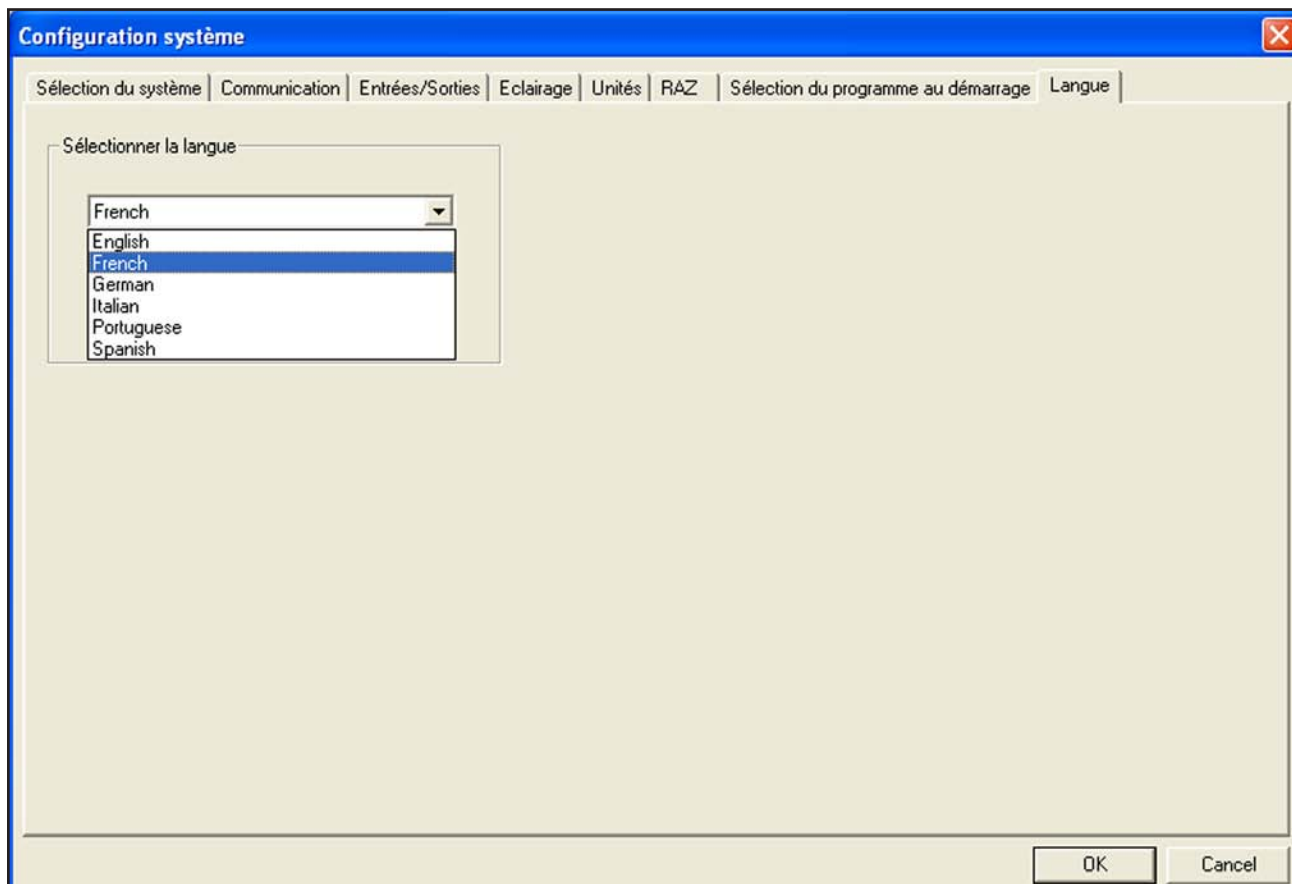 Configuration système
Sélection du système Communication Entrées/Sorties Eclairage Unités RAZ Sélection du programme au démarrage Langue
Sélectionner la langue
French
English
French
German
Italian
Portuguese
Spanish
OK Cancel